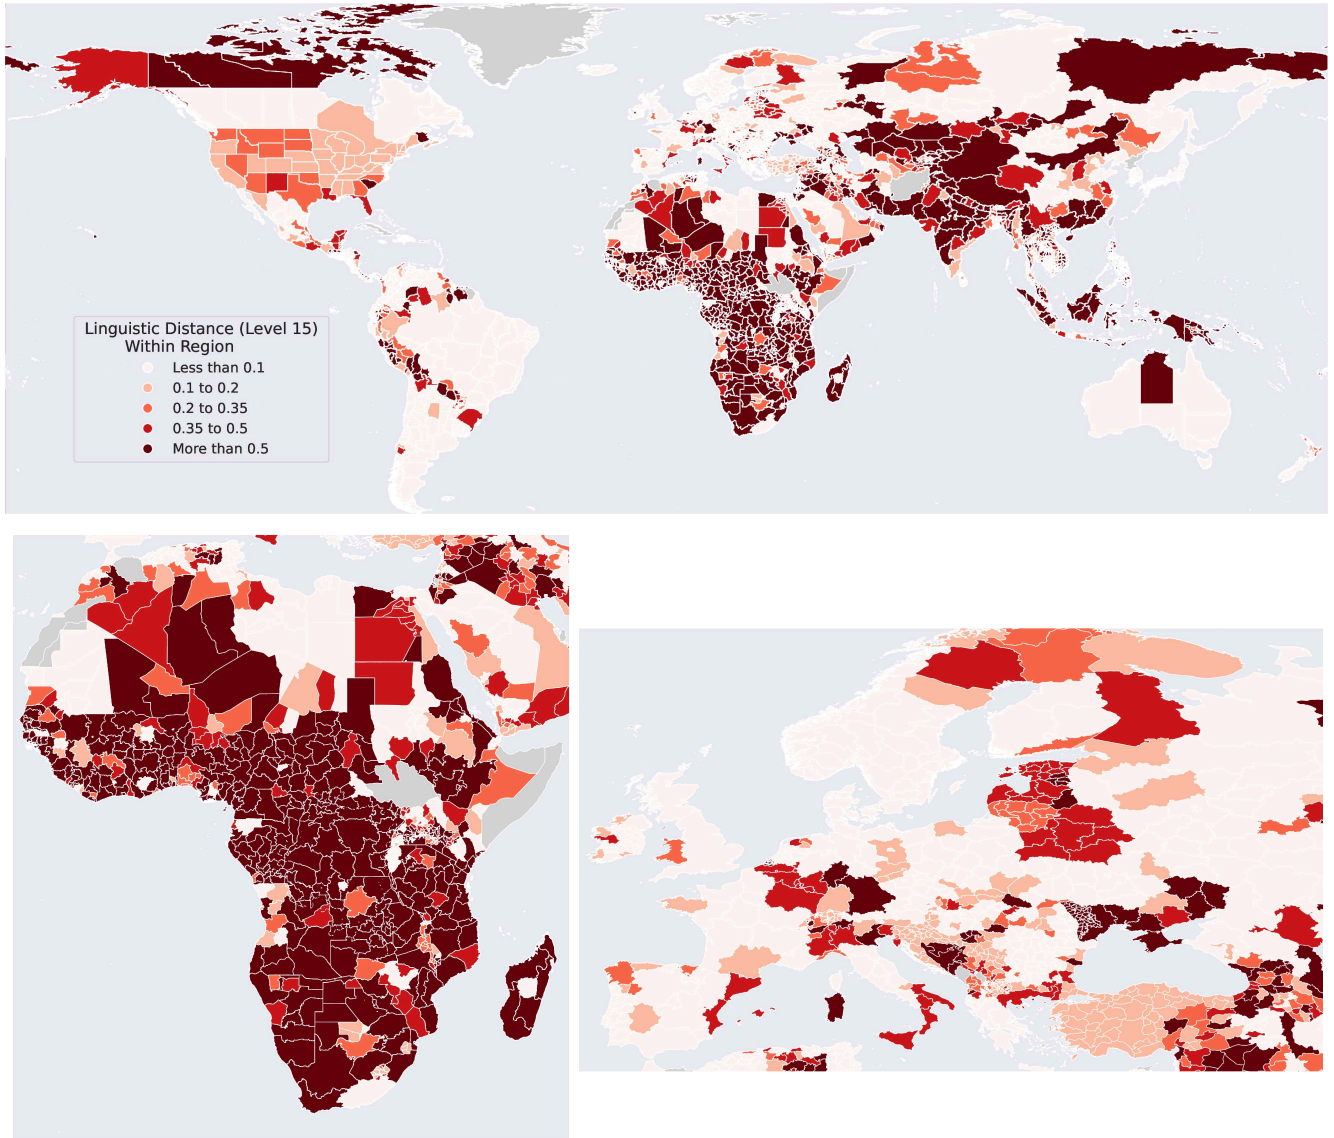 Linguistic Distance (Level 15)
Within Region
Less than 0.1
0.1 to 0.2
0.2 to 0.35
0.35 to 0.5
More than 0.5